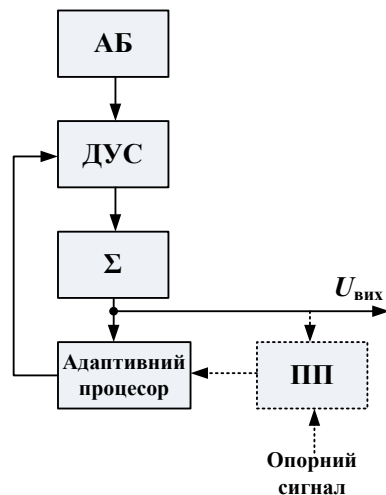 АБ
ДУС
Σ
Uвих
Адаптивний
процесор
ПП
Опорний
сигнал